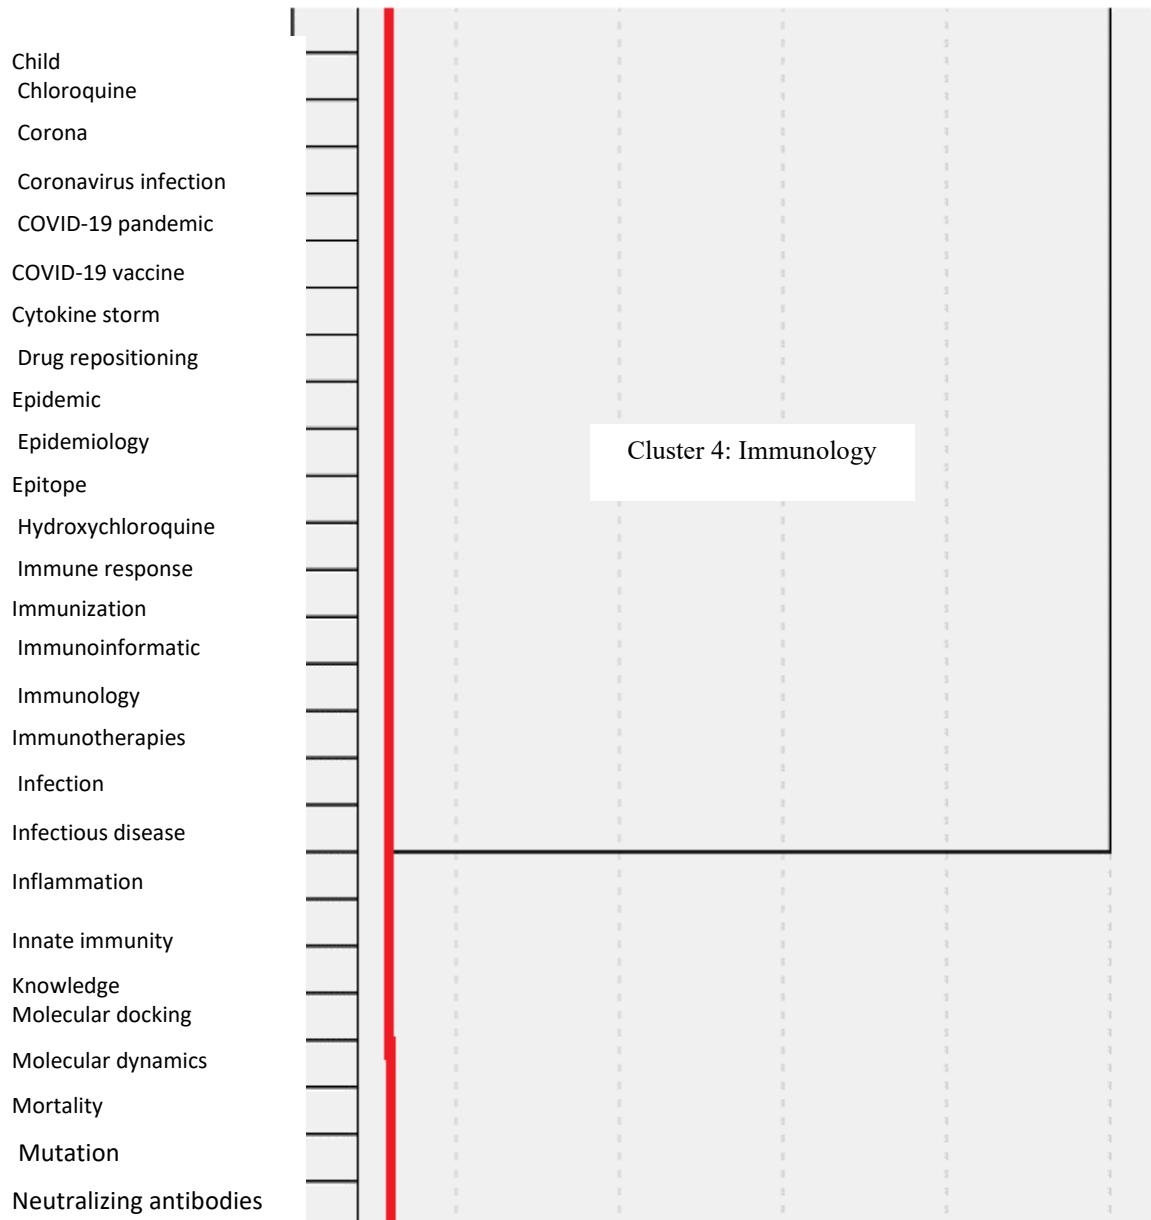 Child
Chloroquine
Corona
Coronavirus infection
COVID-19 pandemic
COVID-19 vaccine
Cytokine storm
Drug repositioning
Epidemic
Epidemiology
Cluster 4: Immunology
Epitope
Hydroxychloroquine
Immune response
Immunization
Immunoinformatic
Immunology
Immunotherapies
Infection
Infectious disease
Inflammation
Innate immunity
Knowledge
Molecular docking
Molecular dynamics
Mortality
Mutation
Neutralizing antibodies